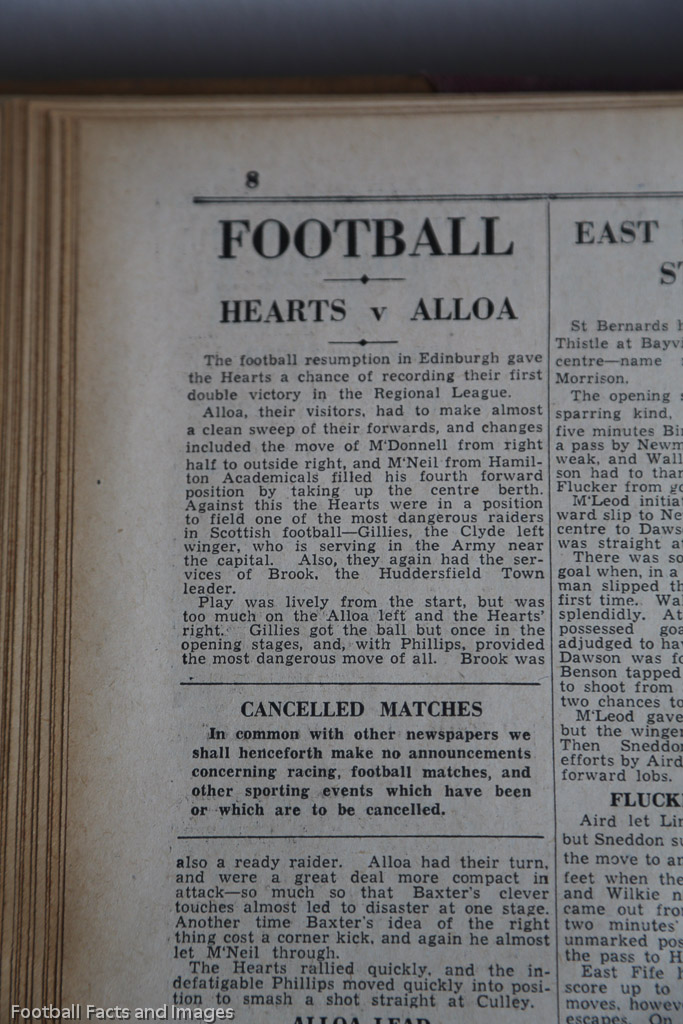 8
FOOTBALL
HEARTS v ALLOA
The football resumption in Edinburgh gave
the Hearts a chance of recording their first
double victory in the Regional League.
Alloa, their visitors, had to make almost
a clean sweep of their forwards, and changes
included the move of M'Donnell from right
half to outside right, and M'Neil from Hamil-
ton Academicals filled his fourth forward
position by taking up the centre berth.
Against this the Hearts were in a position
to field one of the most dangerous raiders
in Scottish football—Gillies, the Clyde left
winger, who is serving in the Army near
the capital. Also, they again had the ser-
vices of Brook, the Huddersfield Town
leader.
Play was lively from the start, but was
too much on the Alloa left and the Hearts'
right. Gillies got the ball but once in the
opening stages, and, with Phillips, provided
the most dangerous move of all. Brook was
CANCELLED MATCHES
In common with other newspapers we
shall henceforth make no announcements
concerning racing, football matches, and
other sporting events which have been
or which are to be cancelled.
also a ready raider. Alloa had their turn,
and were a great deal more compact in
attack—so much so that Baxter's clever
touches almost led to disaster at one stage.
Another time Baxter's idea of the right
thing cost a corner kick, and again he almost
let M'Neil through.
The Hearts rallied quickly, and the in-
defatigable Phillips moved quickly into posi-
tion to smash a shot straight at Culley.
ALLOA LEAD
EAST
St Bernards
Thistle at
centre—name
Morrison.
The opening
sparring kind,
five minutes
a pass by
weak, and
son had to
Flucker from
M'Leod
ward slip to
centre to
was straight
There was
goal when, in a
man slipped
first time.
splendidly. At
possessed
adjudged to
Dawson was
Benson tapped
to shoot from
two chances to
M'Leod gave
but the winger
Then
efforts by Aird
forward lobs.
Aird let
but Sneddon
the move to
feet when the
and Wilkie
came out
two minutes'
unmarked
the pass to
East Fife
score up to
moves,
escapes. On
Football Facts and Images